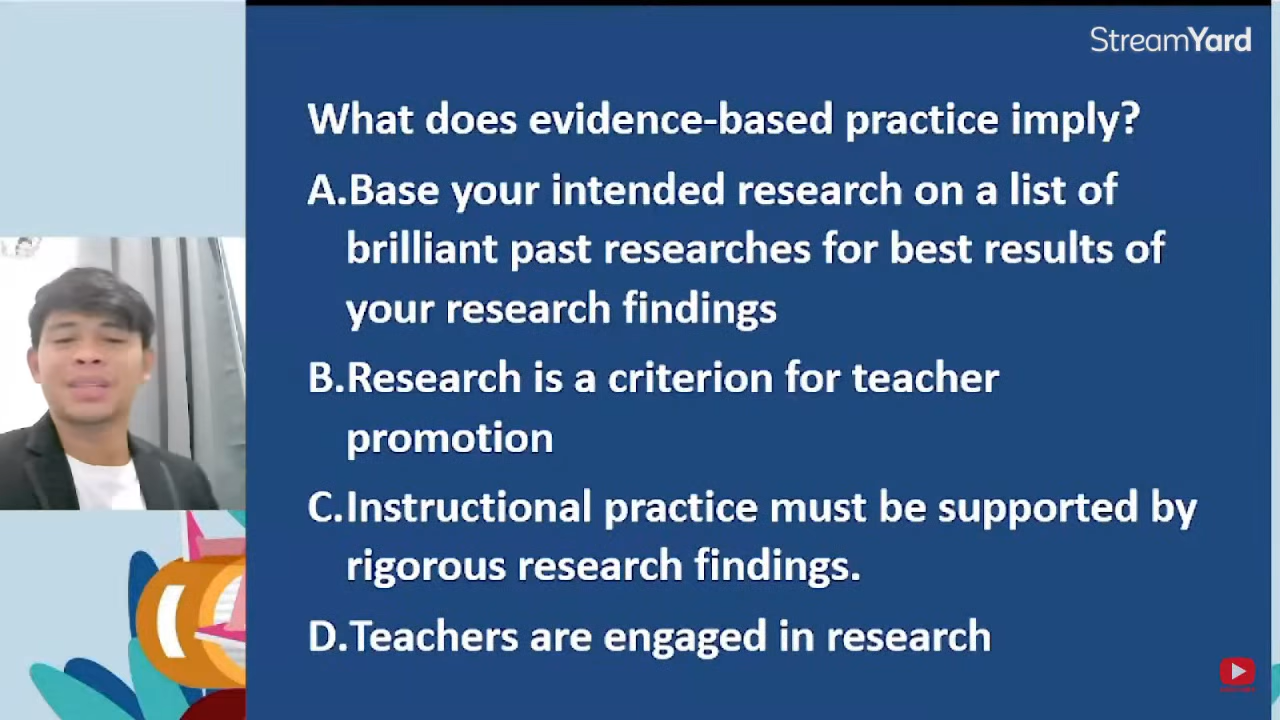 StreamYard
What does evidence-based practice imply?
A.Base your intended research on a list of
brilliant past researches for best results of
your research findings
B.Research is a criterion for teacher
promotion
C.Instructional practice must be supported by
rigorous research findings.
D.Teachers are engaged in research